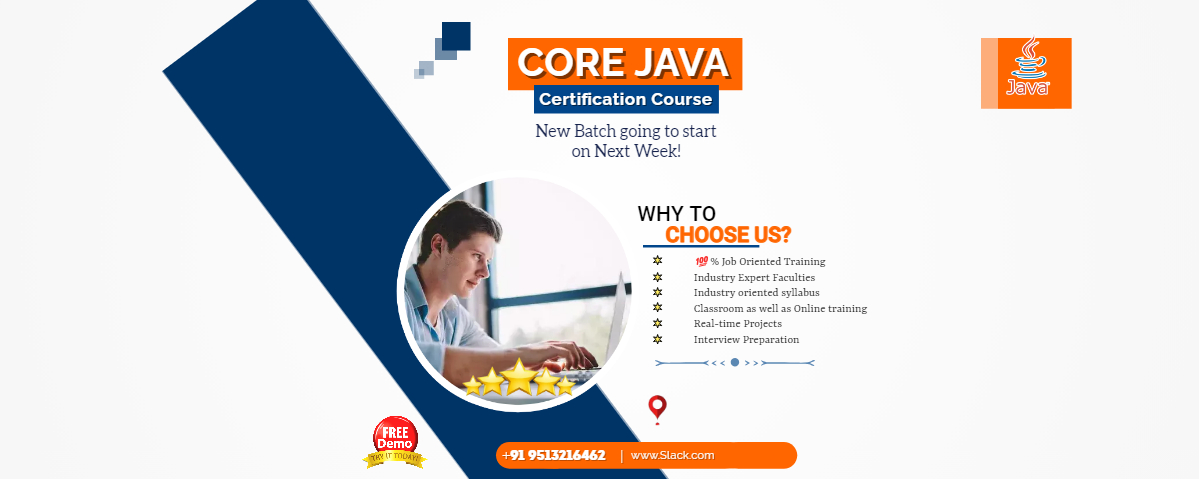 CORE JAVA
Java
Certification Course
New Batch going to start
on Next Week!
WHY TO
CHOOSE US?
💯 % Job Oriented Training
Industry Expert Faculties
Industry oriented syllabus
Classroom as well as Online training
Real-time Projects
Interview Preparation
FREE
Demo
TRY IT TODAY!
+91 9513216462 | www.Slack.com